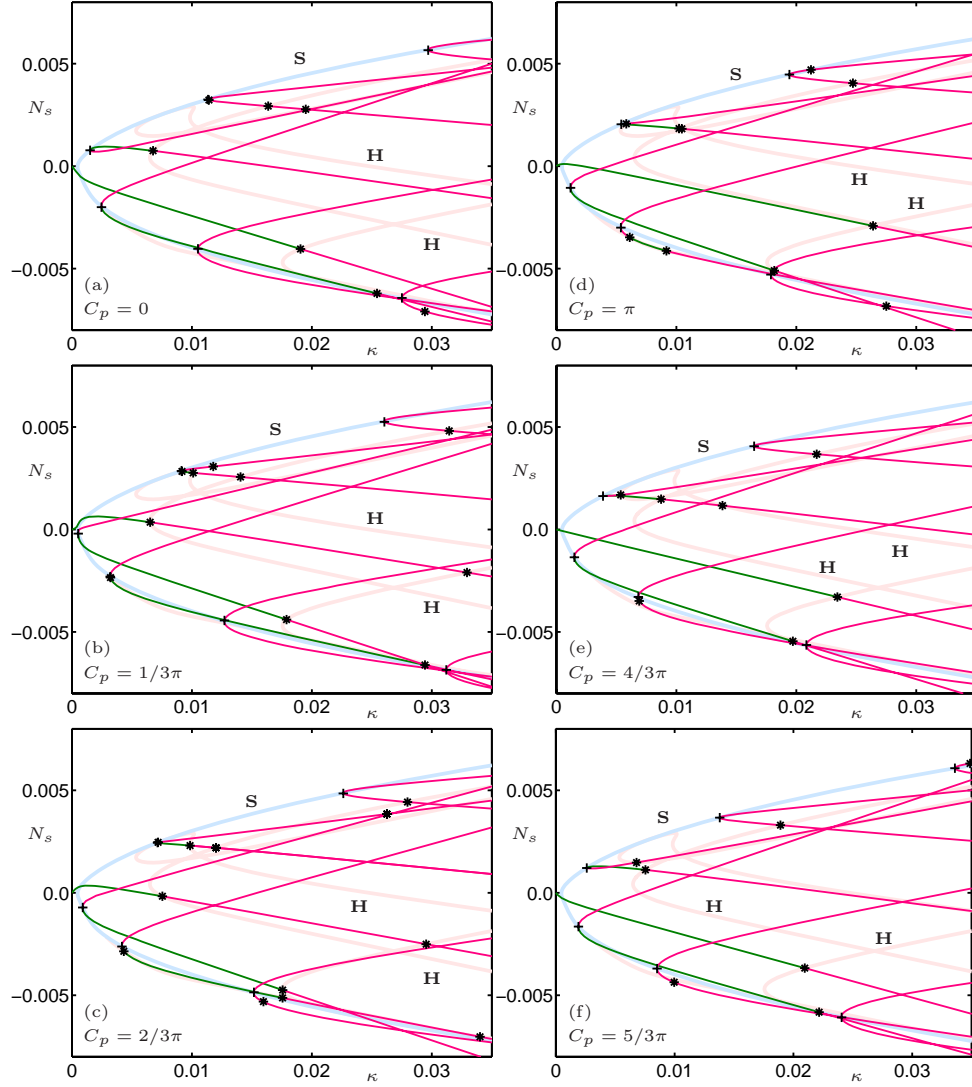 0.005
N_s
0.0
−0.005
S
H
H
(a)
C_p = 0
0
0.01
0.02
κ
0.03
S
H
H
(d)
C_p = π
0
0.01
0.02
κ
0.03
0.005
N_s
0.0
−0.005
S
H
H
(b)
C_p = 1/3π
0
0.01
0.02
κ
0.03
S
H
H
(e)
C_p = 4/3π
0
0.01
0.02
κ
0.03
0.005
N_s
0.0
−0.005
S
H
H
(c)
C_p = 2/3π
0
0.01
0.02
κ
0.03
S
H
H
(f)
C_p = 5/3π
0
0.01
0.02
κ
0.03
0.005
N_s
0.0
−0.005
0.005
N_s
0.0
−0.005
0.005
N_s
0.0
−0.005